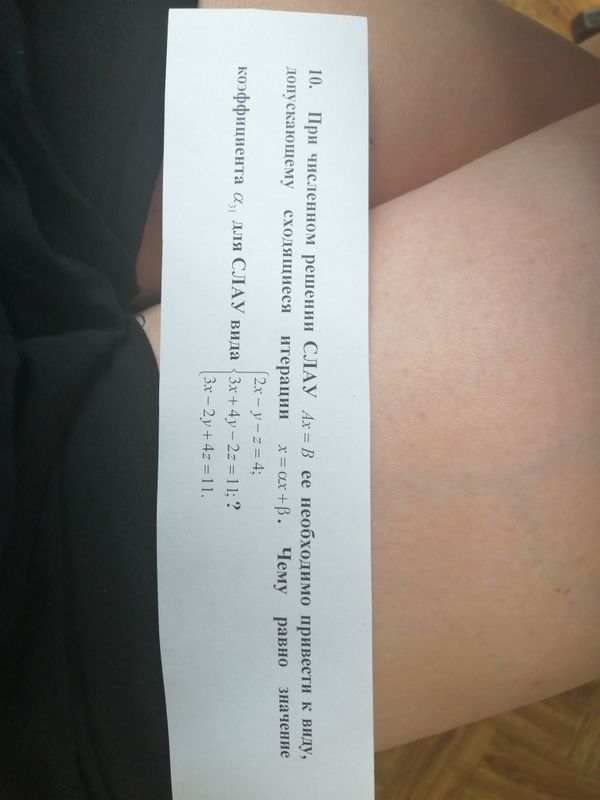 10. При численном решении СЛАУ Ax = B ее необходимо привести к виду,
допускающему сходящиеся итерации x = αx + β. Чему равно значение
коэффициента α₃₁ для СЛАУ вида { 2x − y − z = 4;
3x + 4y − 2z = 11; ?
3x − 2y + 4z = 11.